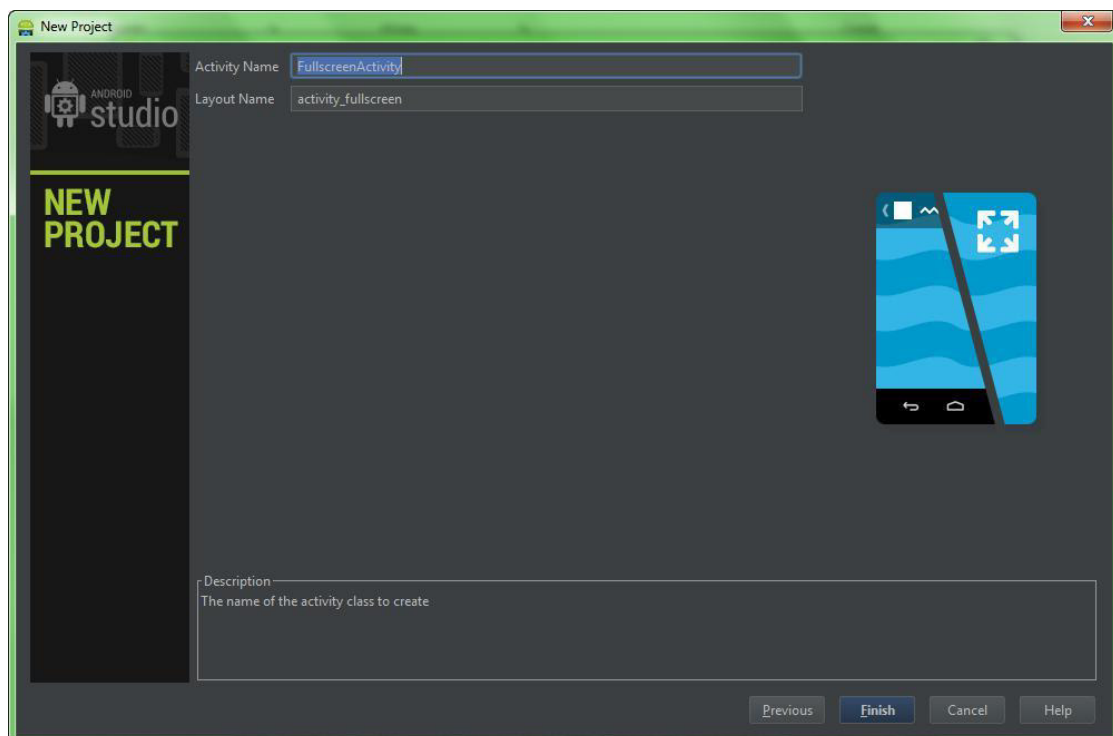 New Project
Activity Name FullscreenActivity
Layout Name activity_fullscreen
ANDROID
studio
NEW
PROJECT
Description
The name of the activity class to create
Previous Finish Cancel Help